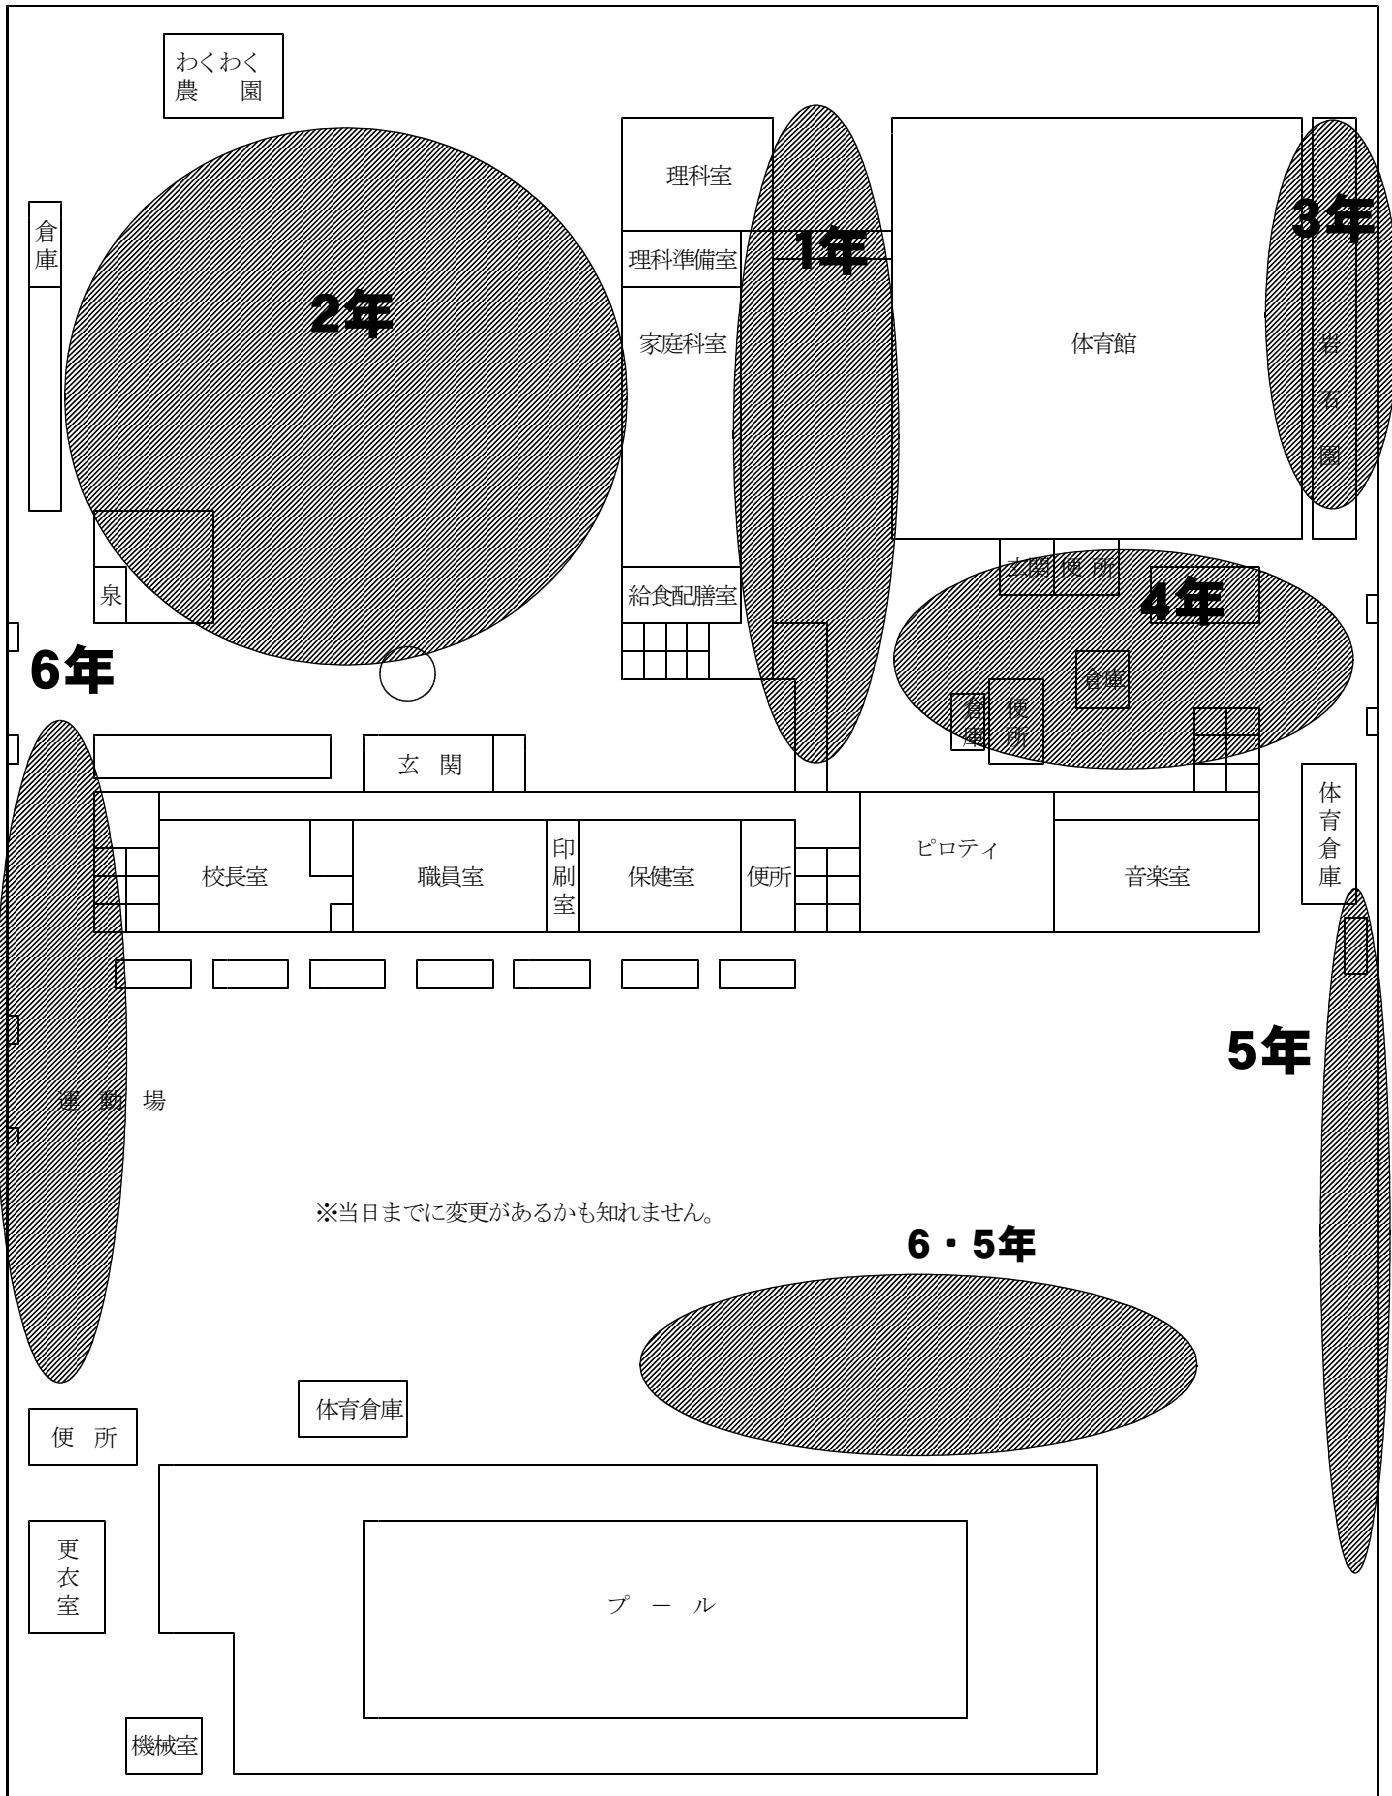 わくわく
農　園
倉庫
2年
理科室
理科準備室
家庭科室
給食配膳室
1年
体育館
3年
岩石園
玄関
便所
4年
倉庫
倉庫
便所
泉
6年
玄　関
校長室
職員室
印刷室
保健室
便所
ピロティ
音楽室
体育倉庫
5年
運　動　場
※当日までに変更があるかも知れません。
6・5年
体育倉庫
便　所
更衣室
プ　ー　ル
機械室